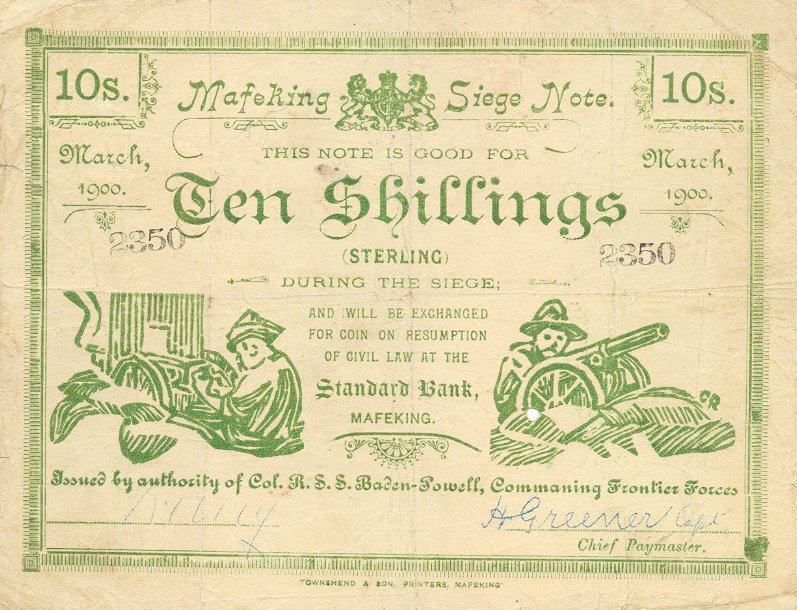 10s. Mafeking Siege Note. 10s.
March, 1900.
THIS NOTE IS GOOD FOR
March, 1900.
Ten Shillings
2350
2350
(STERLING)
DURING THE SIEGE;
AND WILL BE EXCHANGED
FOR COIN ON RESUMPTION
OF CIVIL LAW AT THE
Standard Bank,
MAFEKING.
CR
Issued by authority of Col. R. S. S. Baden-Powell, Commaning Frontier Forces
H Greener Capt
Chief Paymaster.
TOWNSHEND & SON, PRINTERS, MAFEKING